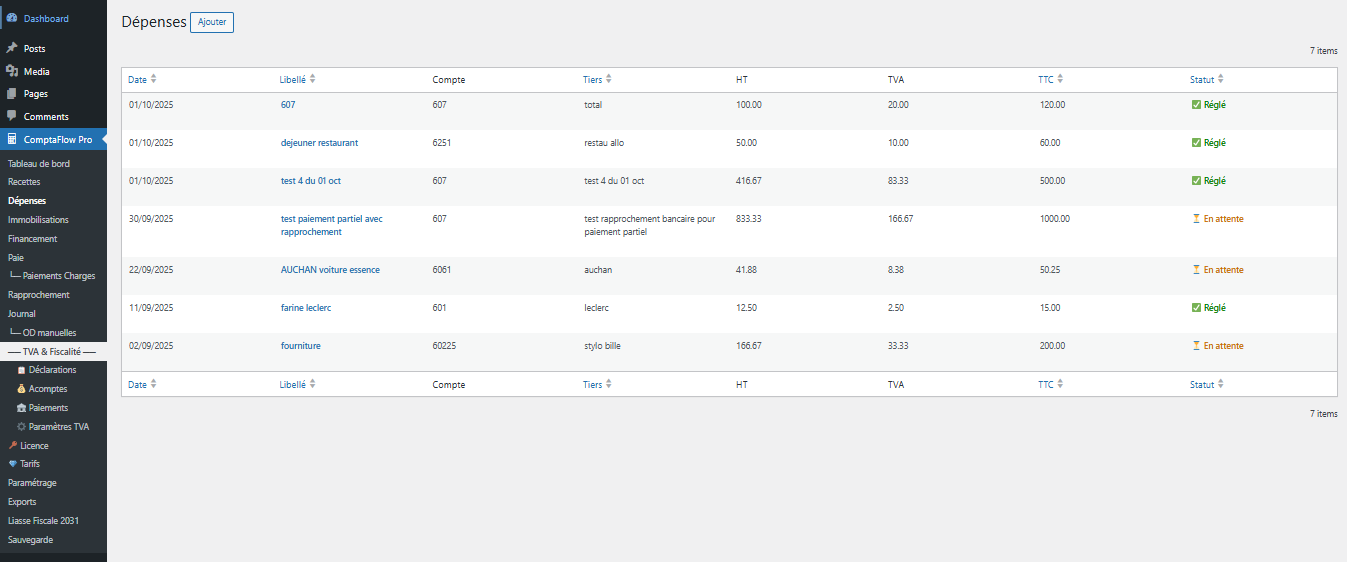 Dashboard
Posts
Media
Pages
Comments
ComptaFlow Pro
Tableau de bord
Recettes
Dépenses
Immobilisations
Financement
Paie
└─ Paiements Charges
Rapprochement
Journal
└─ OD manuelles
── TVA & Fiscalité ──
Déclarations
Acomptes
Paiements
Paramètres TVA
Licence
Tarifs
Paramétrage
Exports
Liasse Fiscale 2031
Sauvegarde
Dépenses Ajouter
7 items
Date Libellé Compte Tiers HT TVA TTC Statut
01/10/2025 607 607 total 100.00 20.00 120.00 ✅ Réglé
01/10/2025 dejeuner restaurant 6251 restau allo 50.00 10.00 60.00 ✅ Réglé
01/10/2025 test 4 du 01 oct 607 test 4 du 01 oct 416.67 83.33 500.00 ✅ Réglé
30/09/2025 test paiement partiel avec 607 test rapprochement bancaire pour 833.33 166.67 1000.00 ⏳ En attente
rapprochement paiement partiel
22/09/2025 AUCHAN voiture essence 6061 auchan 41.88 8.38 50.25 ⏳ En attente
11/09/2025 farine leclerc 601 leclerc 12.50 2.50 15.00 ✅ Réglé
02/09/2025 fourniture 60225 stylo bille 166.67 33.33 200.00 ⏳ En attente
Date Libellé Compte Tiers HT TVA TTC Statut
7 items